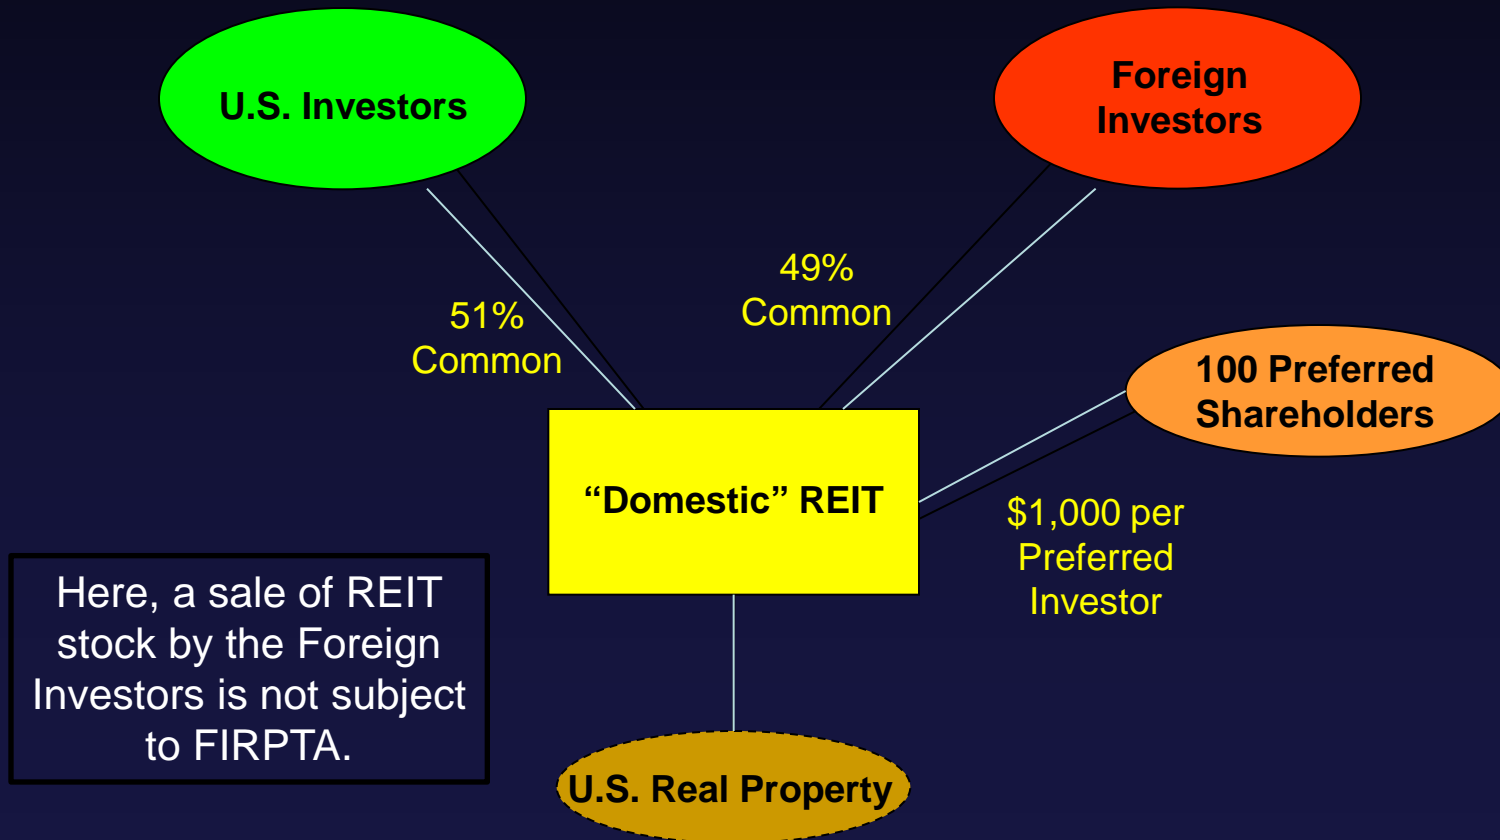 U.S. Investors
Foreign
Investors
51%
Common
49%
Common
100 Preferred
Shareholders
“Domestic” REIT
$1,000 per
Preferred
Investor
Here, a sale of REIT
stock by the Foreign
Investors is not subject
to FIRPTA.
U.S. Real Property